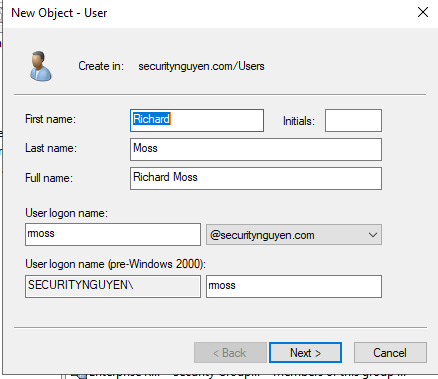 New Object - User
Create in: securitynguyen.com/Users
First name: Richard Initials:
Last name: Moss
Full name: Richard Moss
User logon name:
rmoss @securitynguyen.com
User logon name (pre-Windows 2000):
SECURITYNGUYEN\ rmoss
< Back Next > Cancel